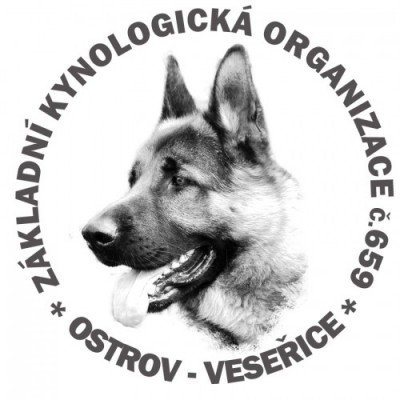 ZÁKLADNÍ KYNOLOGICKÁ ORGANIZACE č.659
* OSTROV - VESEŘICE *